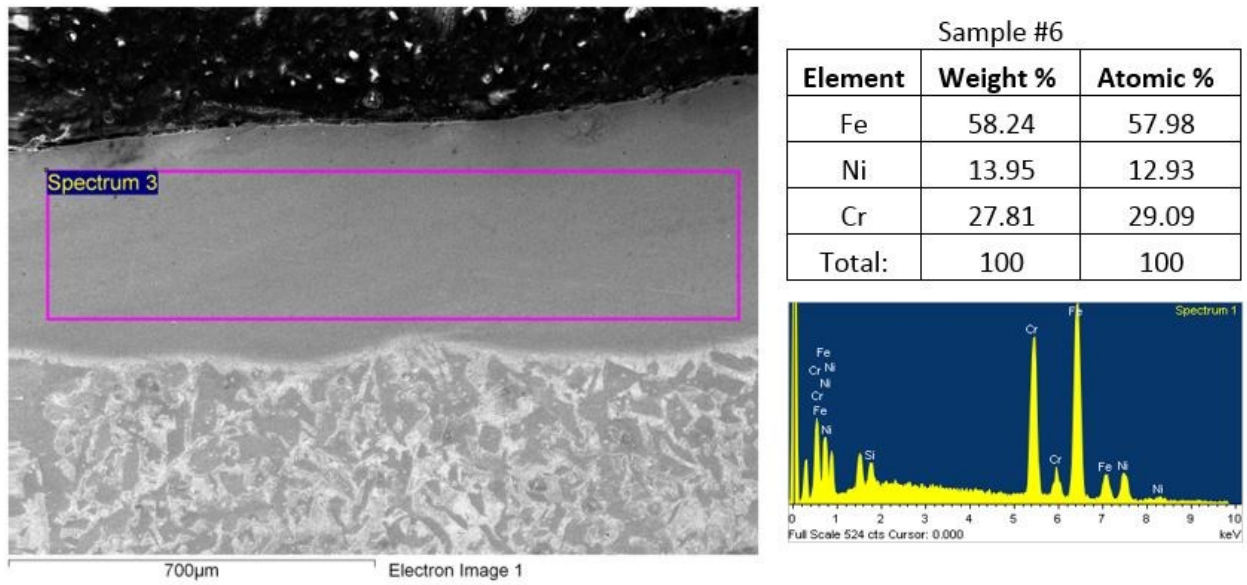 Spectrum 3
700μm
Electron Image 1
Sample #6
Element Weight % Atomic %
Fe 58.24 57.98
Ni 13.95 12.93
Cr 27.81 29.09
Total: 100 100
Spectrum 1
Fe
Cr
Fe
Cr Ni
Ni
Cr
Fe
Ni
Si
Cr
Fe Ni
Ni
0 1 2 3 4 5 6 7 8 9 10
Full Scale 524 cts Cursor: 0.000 keV